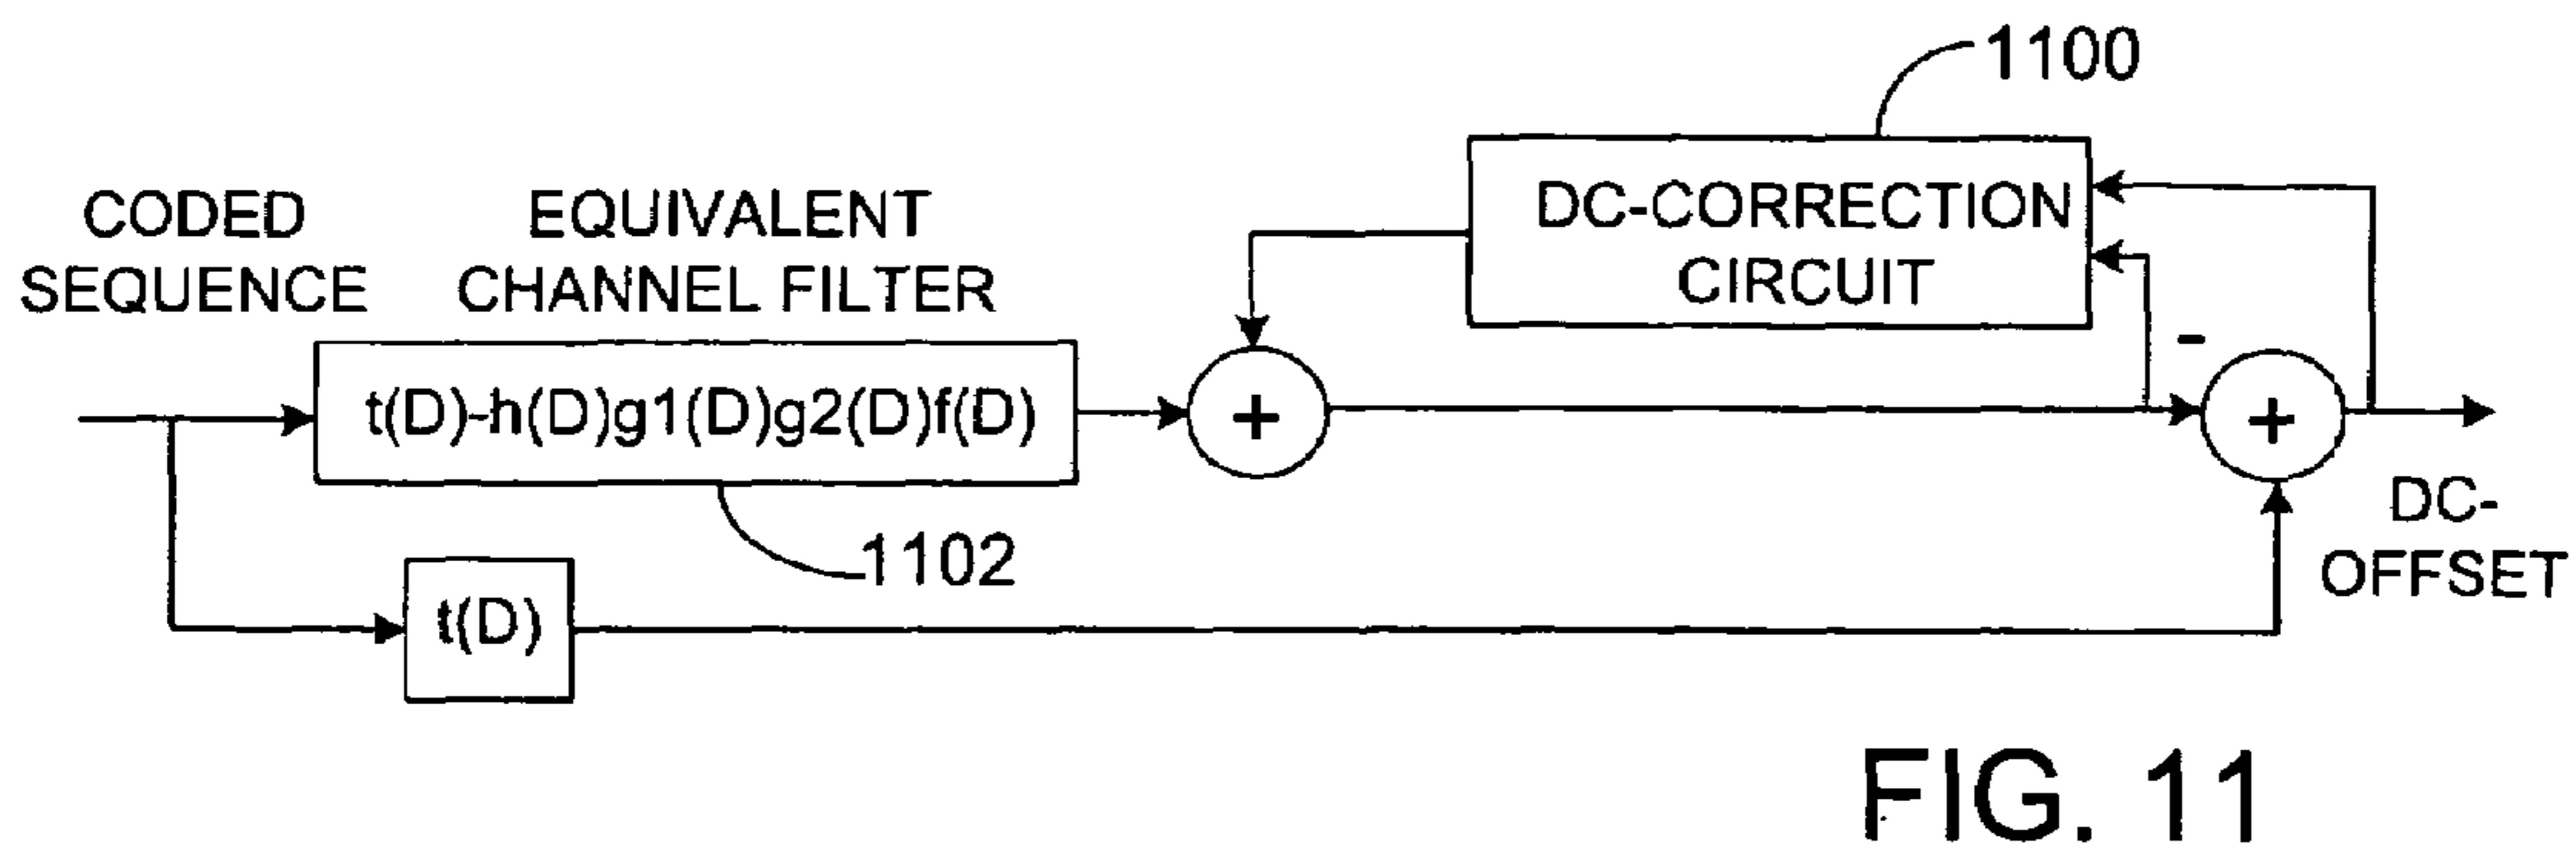 1100
CODED
SEQUENCE
EQUIVALENT
CHANNEL FILTER
DC-CORRECTION
CIRCUIT
-
t(D)-h(D)g1(D)g2(D)f(D)
+
+
1102
DC-
OFFSET
t(D)
FIG. 11